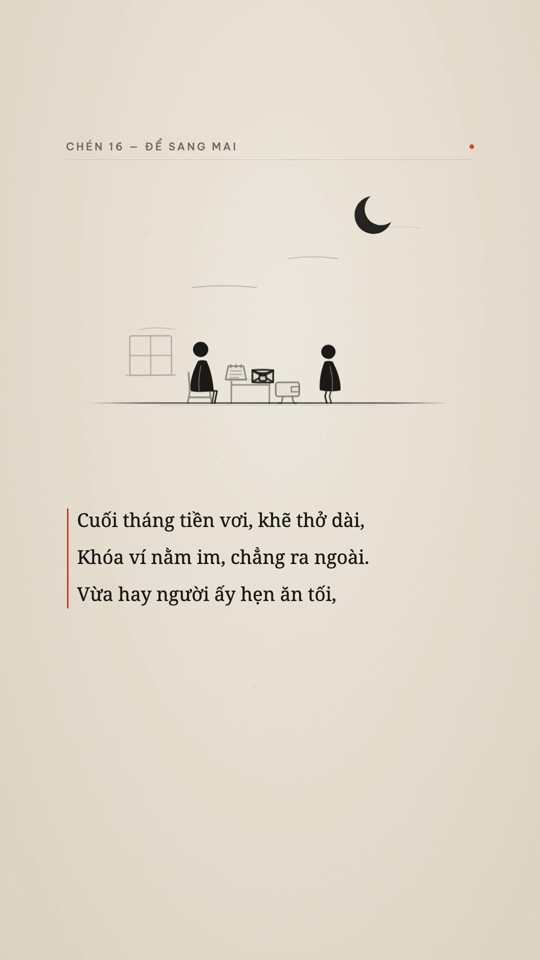 CHÉN 16 — ĐỂ SANG MAI
Cuối tháng tiền vơi, khẽ thở dài,
Khóa ví nằm im, chẳng ra ngoài.
Vừa hay người ấy hẹn ăn tối,